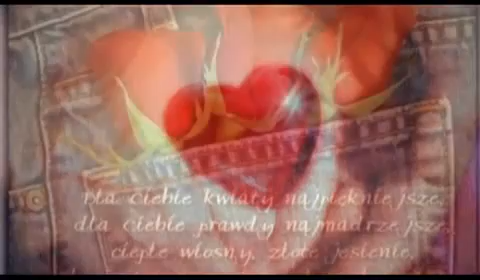 Dla ciebie kwiaty najpiękniejsze,
dla ciebie prawdy najmądrzejsze,
ciepłe wiosny, złote jesienie,